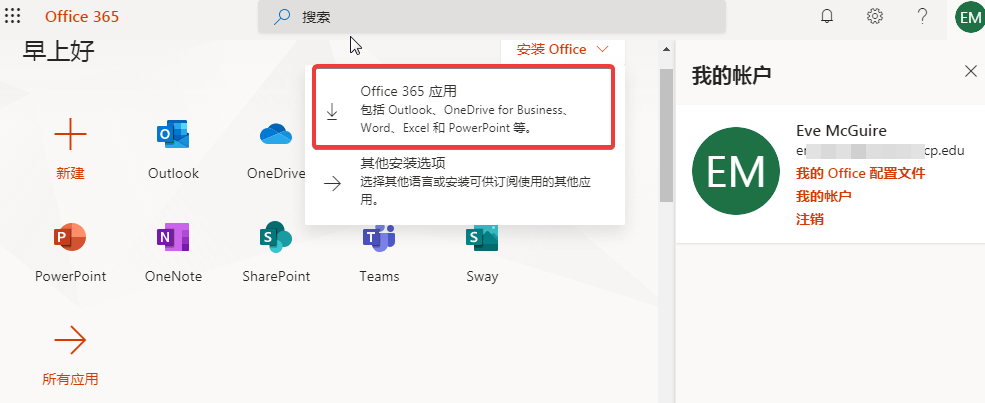 Office 365
搜索
EM
早上好
安装 Office
Office 365 应用
包括 Outlook、OneDrive for Business、
Word、Excel 和 PowerPoint 等。
其他安装选项
选择其他语言或安装可供订阅使用的其他应
用。
新建
Outlook
OneDrive
PowerPoint
OneNote
SharePoint
Teams
Sway
所有应用
我的帐户
EM
Eve McGuire
cp.edu
我的 Office 配置文件
我的帐户
注销